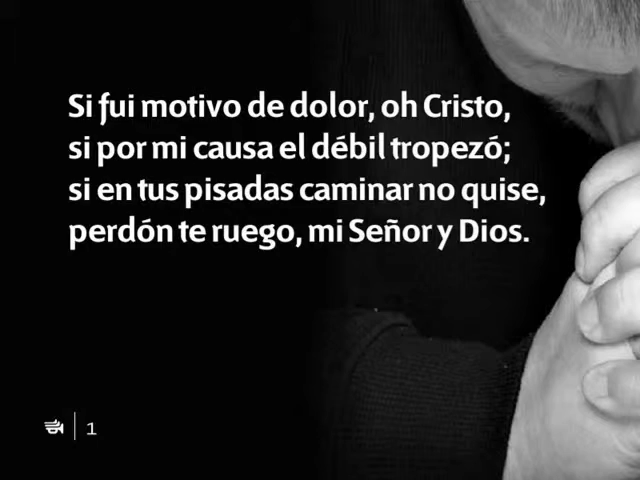 Si fui motivo de dolor, oh Cristo,
si por mi causa el débil tropezó;
si en tus pisadas caminar no quise,
perdón te ruego, mi Señor y Dios.
1